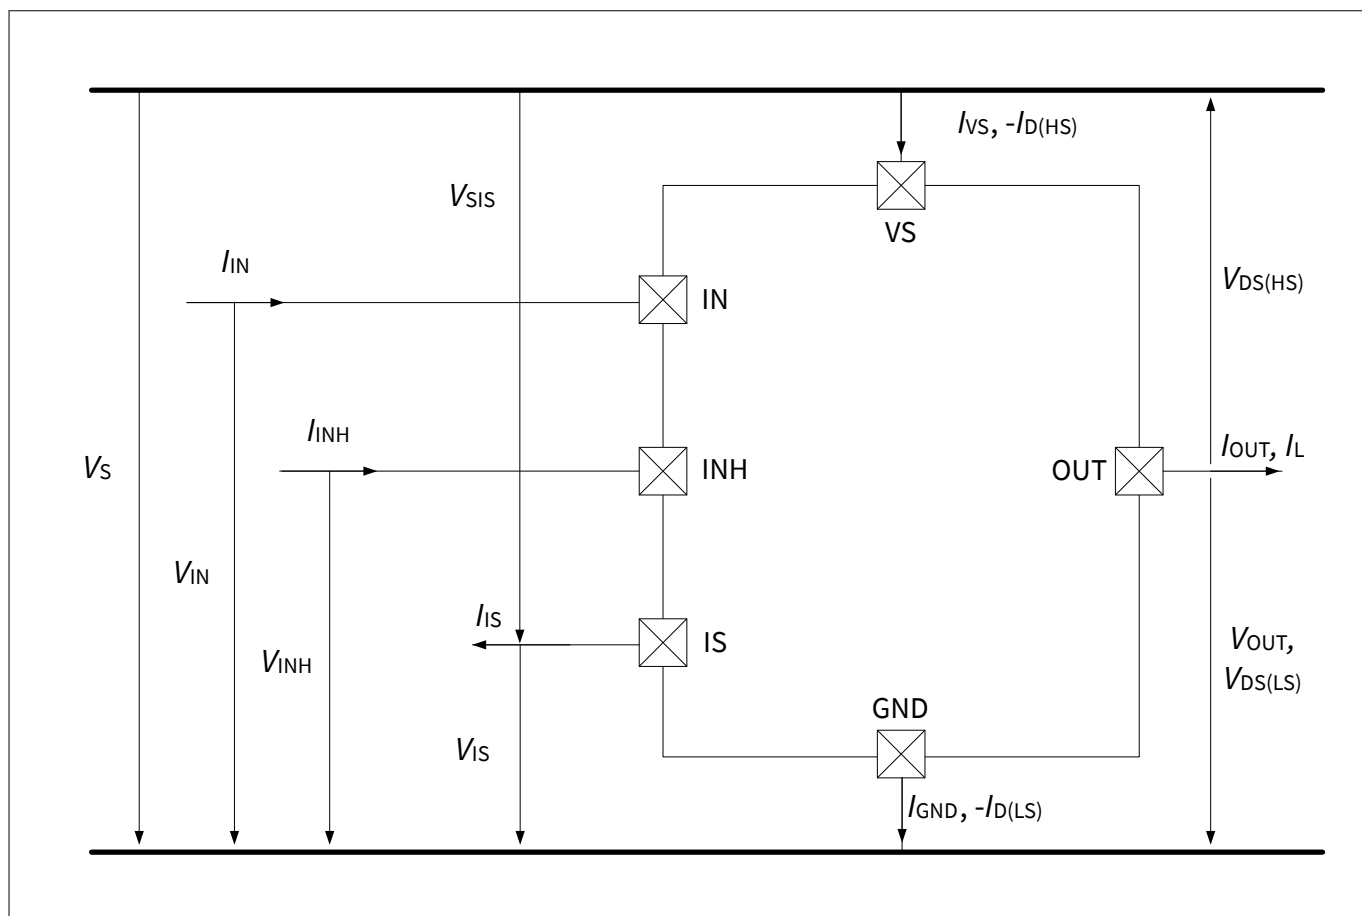 IVS, -ID(HS)
VSIS
VS
IIN
IN
VDS(HS)
IINH
INH
OUT
IOUT, IL
VS
VIN
IIS
IS
VOUT,
VINH
VDS(LS)
GND
VIS
IGND, -ID(LS)